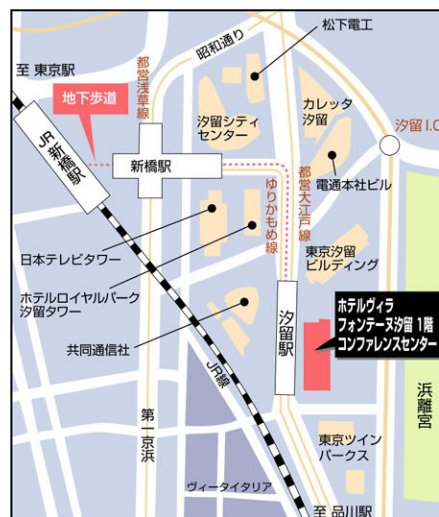 松下電工
昭和通り
至 東京駅
都営浅草線
地下歩道
汐留シティ
センター
カレッタ
汐留
汐留I.C
JR新橋駅
新橋駅
ゆりかもめ線
都営大江戸線
電通本社ビル
日本テレビタワー
東京汐留
ビルディング
ホテルロイヤルパーク
汐留タワー
汐留駅
ホテルヴィラ
フォンテーヌ汐留 1階
コンファレンスセンター
共同通信社
JR線
浜離宮
第一京浜
東京ツイン
パークス
ヴィータイタリア
至 品川駅